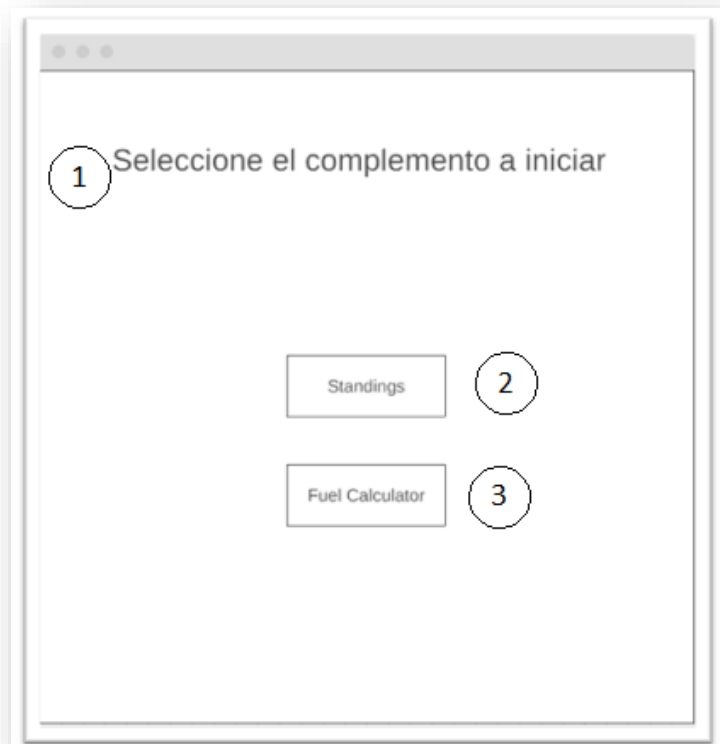 Seleccione el complemento a iniciar
1
Standings
2
Fuel Calculator
3